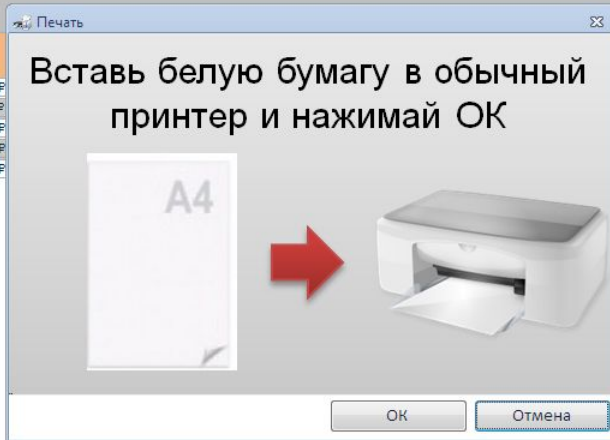 Печать
Вставь белую бумагу в обычный
принтер и нажимай ОК
A4
ОК
Отмена